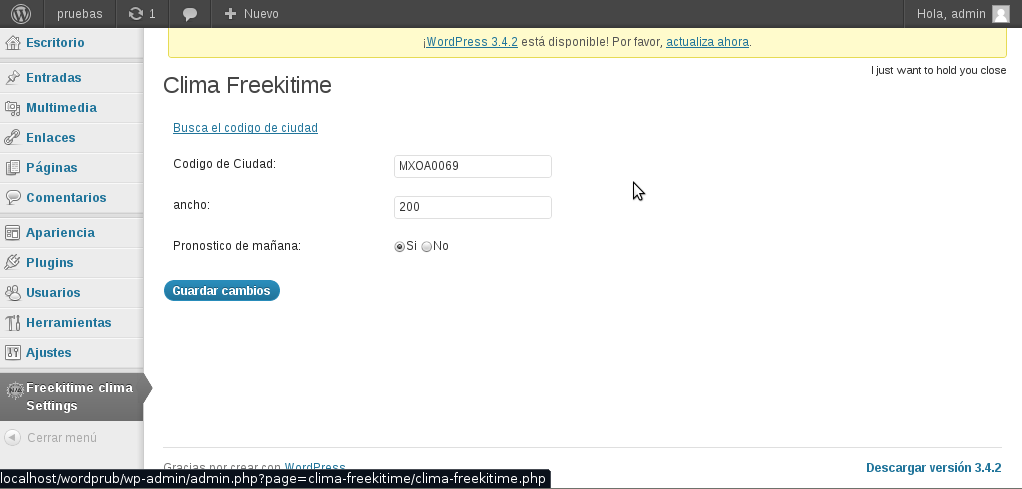 pruebas
1
Nuevo
Hola, admin
Escritorio
Entradas
Multimedia
Enlaces
Páginas
Comentarios
Apariencia
Plugins
Usuarios
Herramientas
Ajustes
Freekitime clima
Settings
Cerrar menú
¡WordPress 3.4.2 está disponible! Por favor, actualiza ahora.
I just want to hold you close
Clima Freekitime
Busca el codigo de ciudad
Codigo de Ciudad: MXOA0069
ancho: 200
Pronostico de mañana: Si No
Guardar cambios
Gracias por crear con WordPress
Descargar versión 3.4.2
localhost/wordprub/wp-admin/admin.php?page=clima-freekitime/clima-freekitime.php